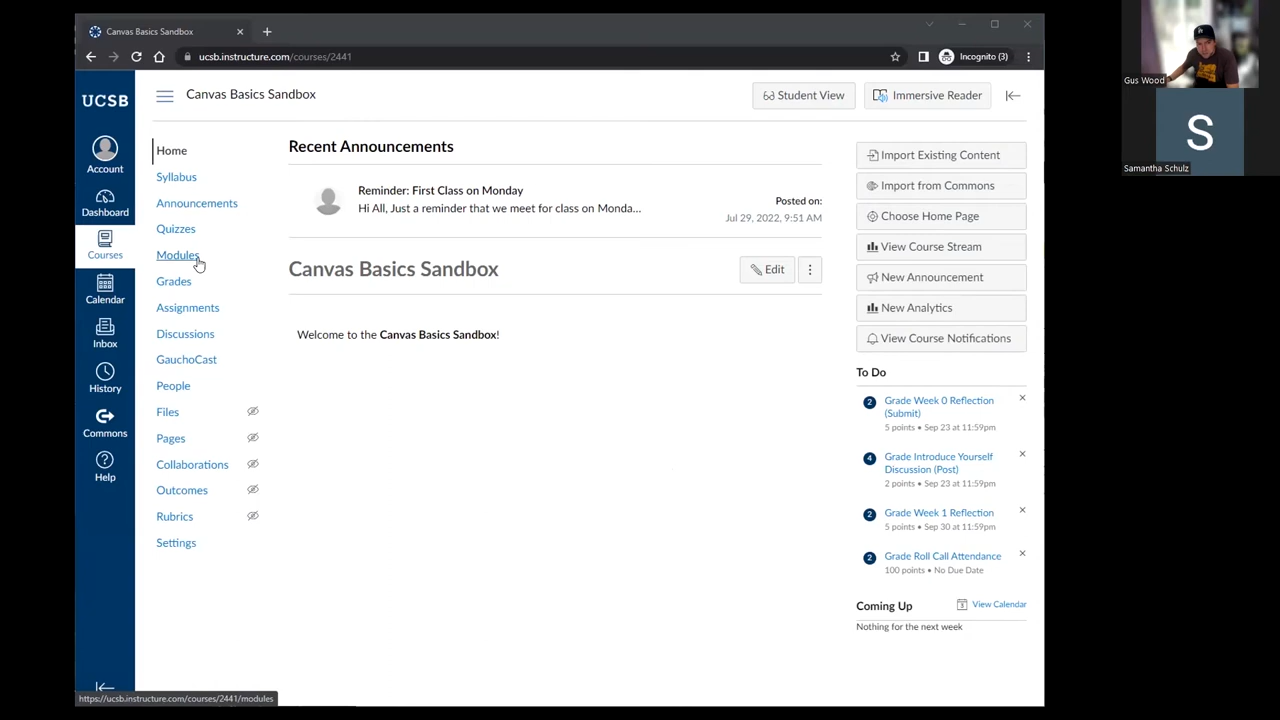 Canvas Basics Sandbox
ucsb.instructure.com/courses/2441
Incognito (3)
Gus Wood
Samantha Schulz
UCSB
Account
Dashboard
Courses
Calendar
Inbox
History
Commons
Help
Canvas Basics Sandbox
Student View
Immersive Reader
Home
Syllabus
Announcements
Quizzes
Modules
Grades
Assignments
Discussions
GauchoCast
People
Files
Pages
Collaborations
Outcomes
Rubrics
Settings
Recent Announcements
Reminder: First Class on Monday
Hi All, Just a reminder that we meet for class on Monda...
Posted on:
Jul 29, 2022, 9:51 AM
Canvas Basics Sandbox
Edit
Welcome to the Canvas Basics Sandbox!
Import Existing Content
Import from Commons
Choose Home Page
View Course Stream
New Announcement
New Analytics
View Course Notifications
To Do
2 Grade Week 0 Reflection
(Submit)
5 points • Sep 23 at 11:59pm
4 Grade Introduce Yourself
Discussion (Post)
2 points • Sep 23 at 11:59pm
2 Grade Week 1 Reflection
5 points • Sep 30 at 11:59pm
2 Grade Roll Call Attendance
100 points • No Due Date
Coming Up
View Calendar
Nothing for the next week
https://ucsb.instructure.com/courses/2441/modules